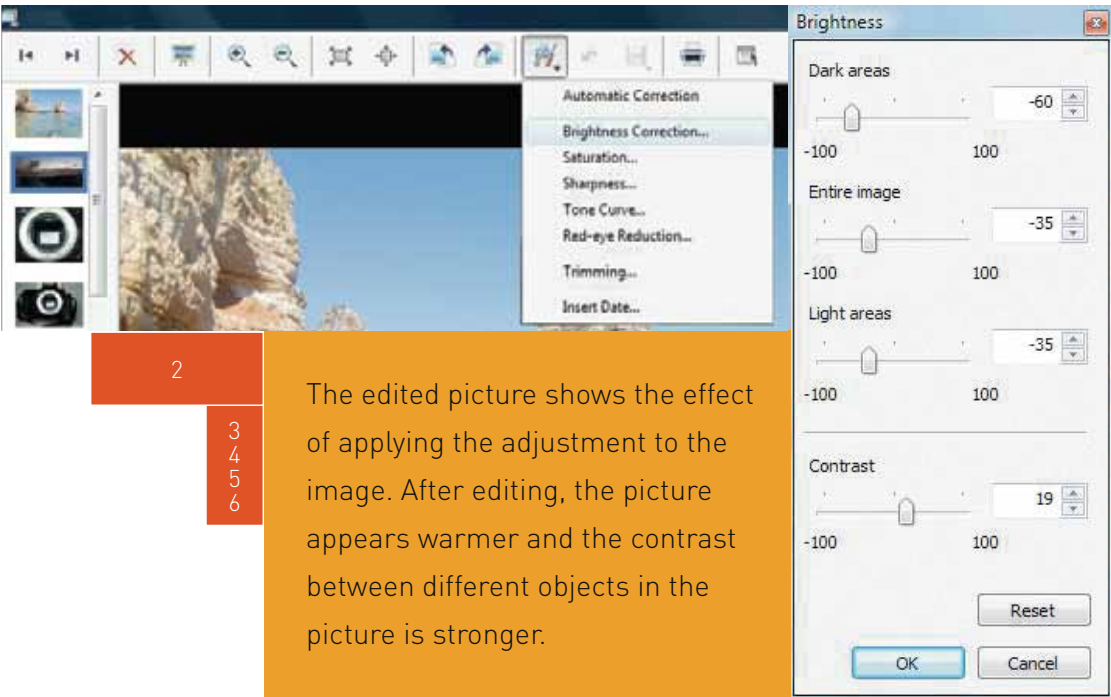 Automatic Correction
Brightness Correction...
Saturation...
Sharpness...
Tone Curve...
Red-eye Reduction...
Trimming...
Insert Date...
2
3
4
5
6
The edited picture shows the effect
of applying the adjustment to the
image. After editing, the picture
appears warmer and the contrast
between different objects in the
picture is stronger.
Brightness
Dark areas
-60
-100 100
Entire image
-35
-100 100
Light areas
-35
-100 100
Contrast
19
-100 100
Reset
OK Cancel